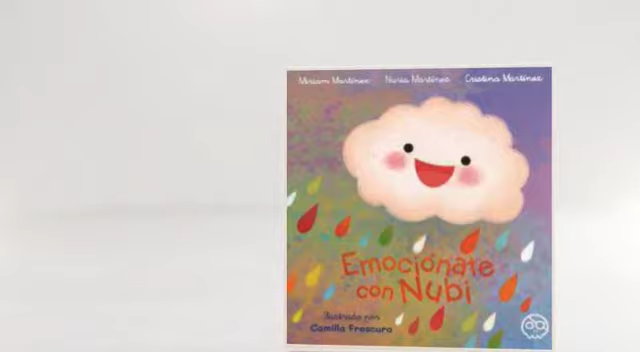 Miriam Martínez Nuria Martínez Cristina Martínez
Emociónate
con Nubi
Ilustrado por
Camilla Frescura